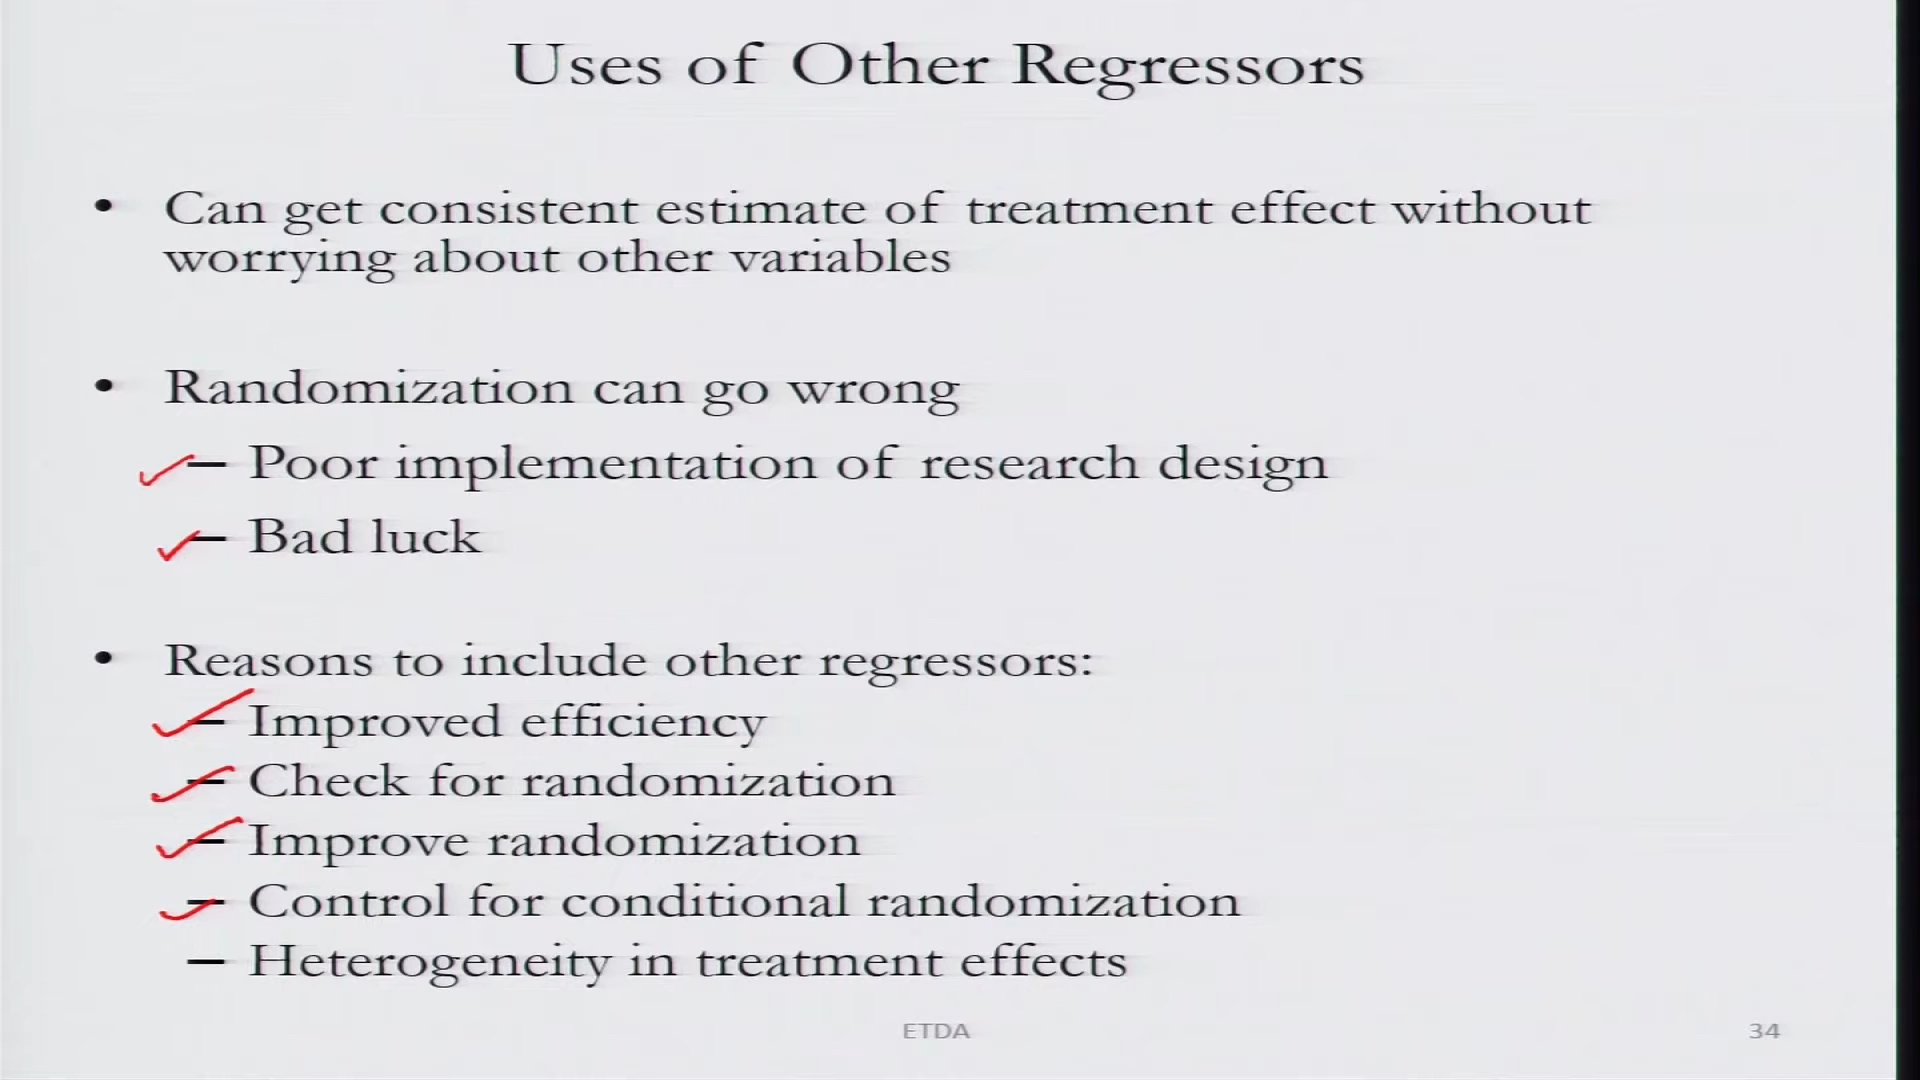 Uses of Other Regressors
• Can get consistent estimate of treatment effect without
worrying about other variables
• Randomization can go wrong
– Poor implementation of research design
– Bad luck
• Reasons to include other regressors:
– Improved efficiency
– Check for randomization
– Improve randomization
– Control for conditional randomization
– Heterogeneity in treatment effects
ETDA
34